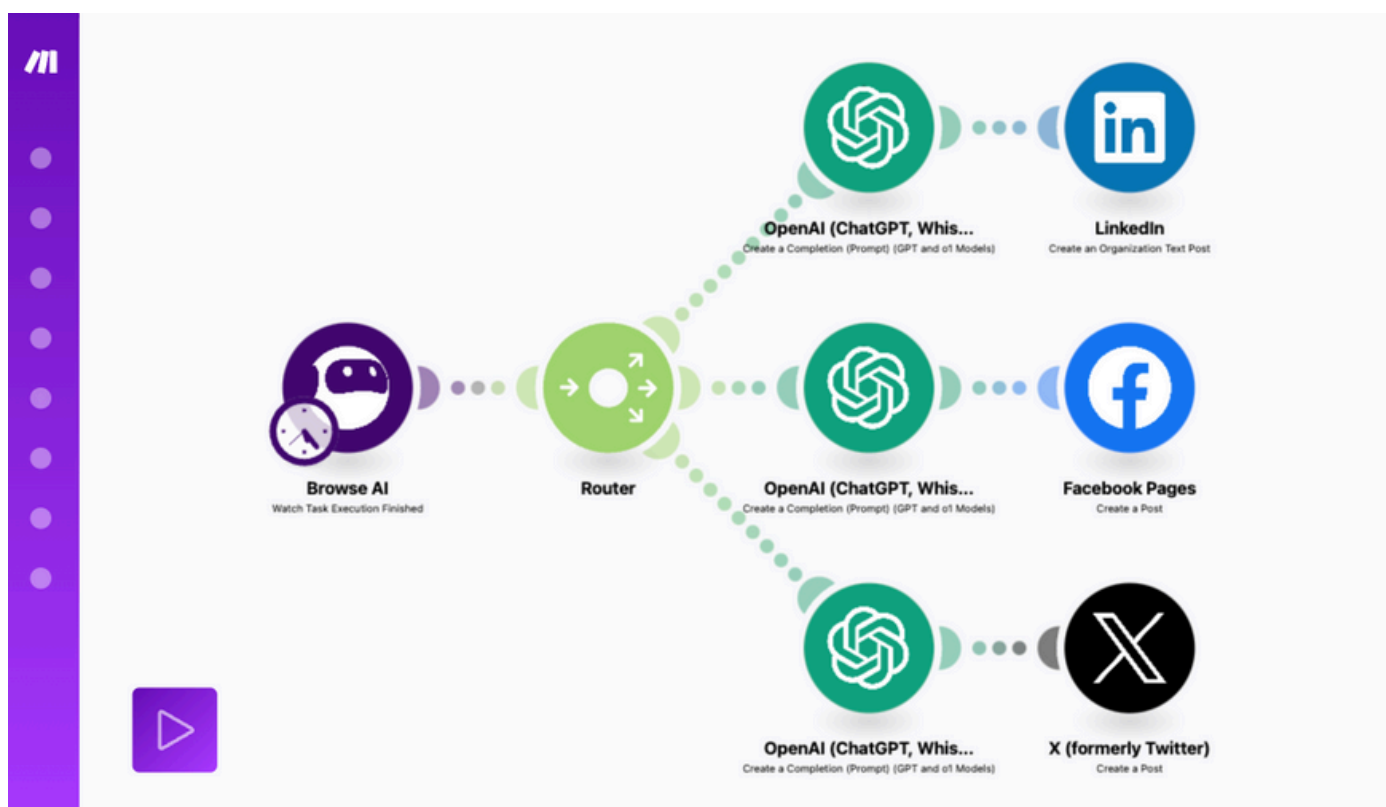 OpenAI (ChatGPT, Whis...
Create a Completion (Prompt) (GPT and o1 Models)
LinkedIn
Create an Organization Text Post
Browse AI
Watch Task Execution Finished
Router
OpenAI (ChatGPT, Whis...
Create a Completion (Prompt) (GPT and o1 Models)
Facebook Pages
Create a Post
OpenAI (ChatGPT, Whis...
Create a Completion (Prompt) (GPT and o1 Models)
X (formerly Twitter)
Create a Post